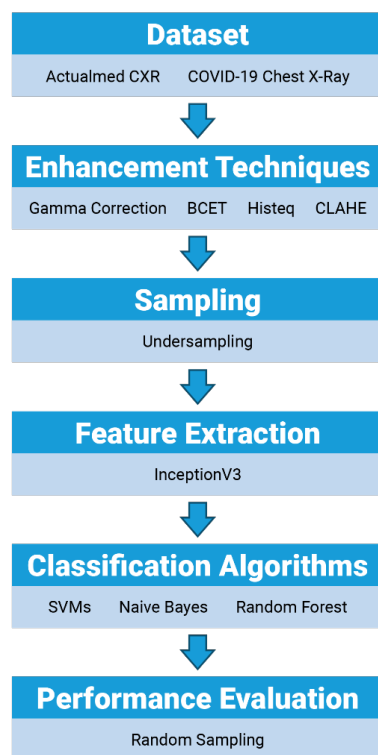 Dataset
Actualmed CXR COVID-19 Chest X-Ray
Enhancement Techniques
Gamma Correction BCET Histeq CLAHE
Sampling
Undersampling
Feature Extraction
InceptionV3
Classification Algorithms
SVMs Naive Bayes Random Forest
Performance Evaluation
Random Sampling